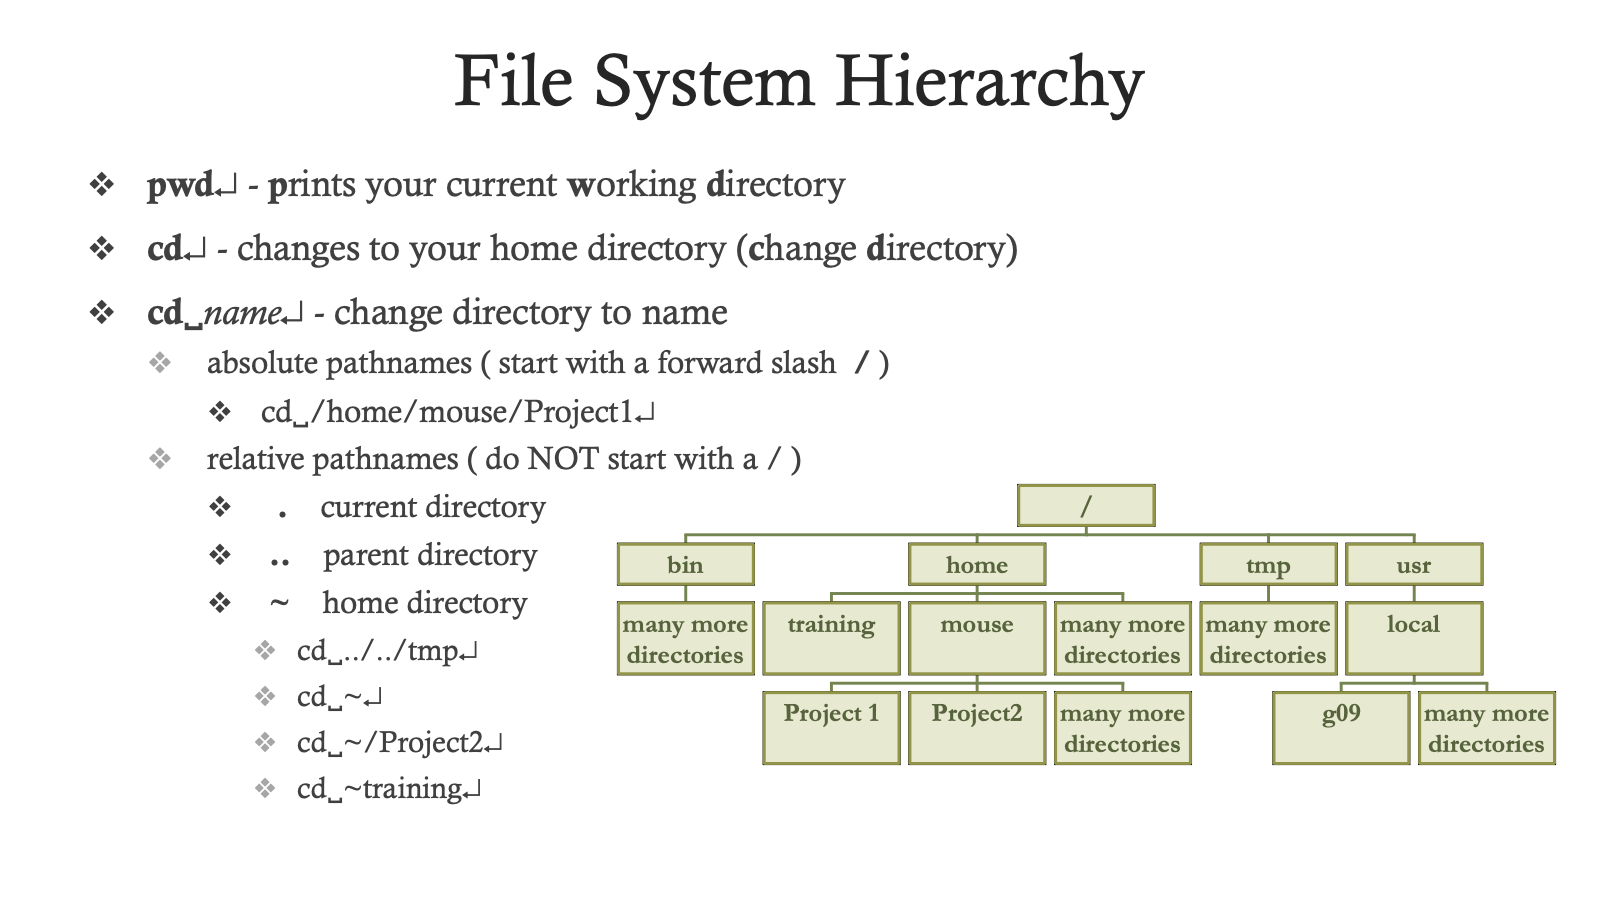 File System Hierarchy
❖ pwd↵ - prints your current working directory
❖ cd↵ - changes to your home directory (change directory)
❖ cd␣name↵ - change directory to name
❖ absolute pathnames ( start with a forward slash / )
❖ cd␣/home/mouse/Project1↵
❖ relative pathnames ( do NOT start with a / )
❖ . current directory
❖ .. parent directory
❖ ~ home directory
❖ cd␣../../tmp↵
❖ cd␣~↵
❖ cd␣~/Project2↵
❖ cd␣~training↵
/
bin
home
tmp
usr
many more
directories
training
mouse
many more
directories
many more
directories
local
Project 1
Project2
many more
directories
g09
many more
directories